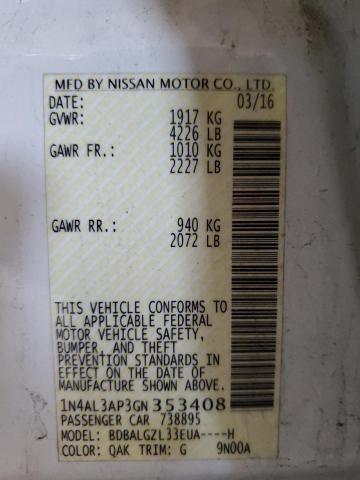 MFD BY NISSAN MOTOR CO., LTD.
DATE: 03/16
GVWR: 1917 KG
4226 LB
GAWR FR.: 1010 KG
2227 LB
GAWR RR.: 940 KG
2072 LB
THIS VEHICLE CONFORMS TO
ALL APPLICABLE FEDERAL
MOTOR VEHICLE SAFETY,
BUMPER, AND THEFT
PREVENTION STANDARDS IN
EFFECT ON THE DATE OF
MANUFACTURE SHOWN ABOVE.
1N4AL3AP3GN353408
PASSENGER CAR 738895
MODEL: BDBALGZL33EUA----H
COLOR: QAK TRIM: G 9N00A